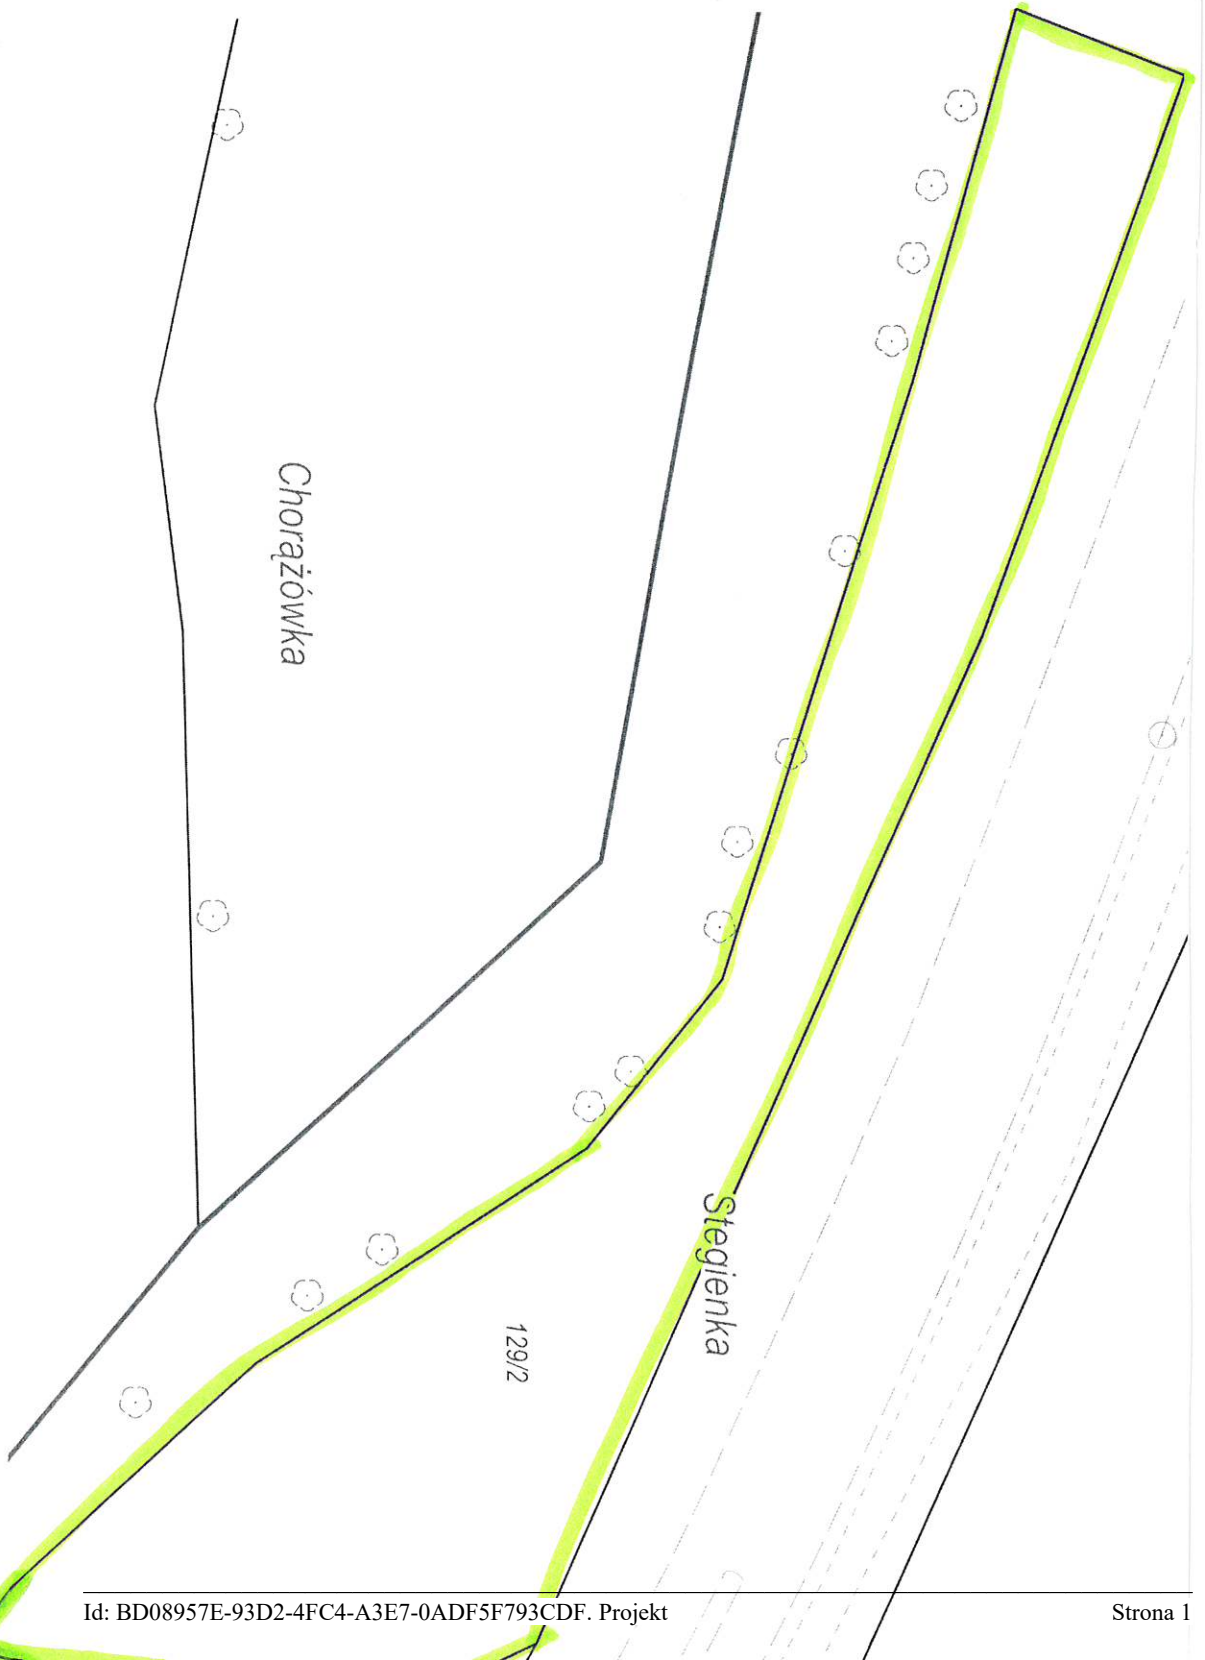 Chorążówka
Stegienka
129/2
Id: BD08957E-93D2-4FC4-A3E7-0ADF5F793CDF. Projekt
Strona 1